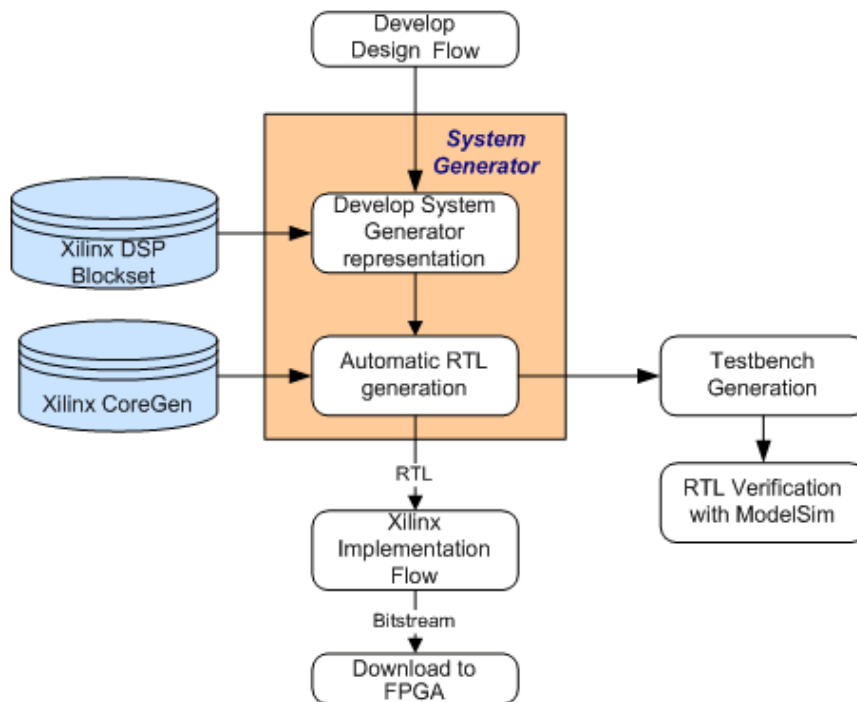 Develop
Design Flow
System
Generator
Xilinx DSP
Blockset
Develop System
Generator
representation
Xilinx CoreGen
Automatic RTL
generation
Testbench
Generation
RTL
RTL Verification
with ModelSim
Xilinx
Implementation
Flow
Bitstream
Download to
FPGA